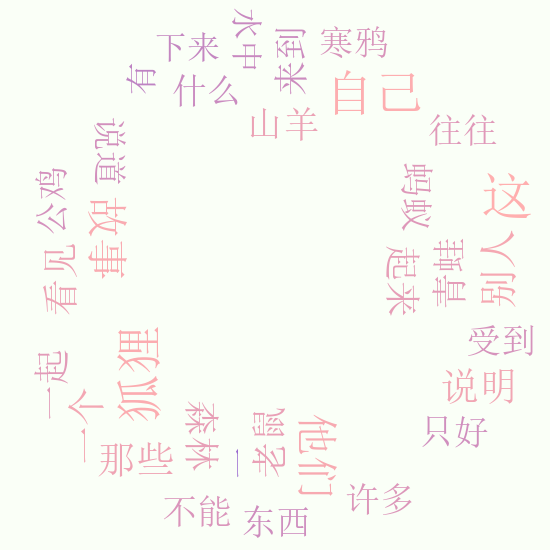 下来
水中
来到
寒鸦
有
什么
自己
山羊
往往
说道
蚂蚁
公鸡
故事
这
看见
起来
青蛙
别人
受到
一起
狐狸
说明
一个
那些
森林
一
老鼠
他们
只好
不能
东西
许多